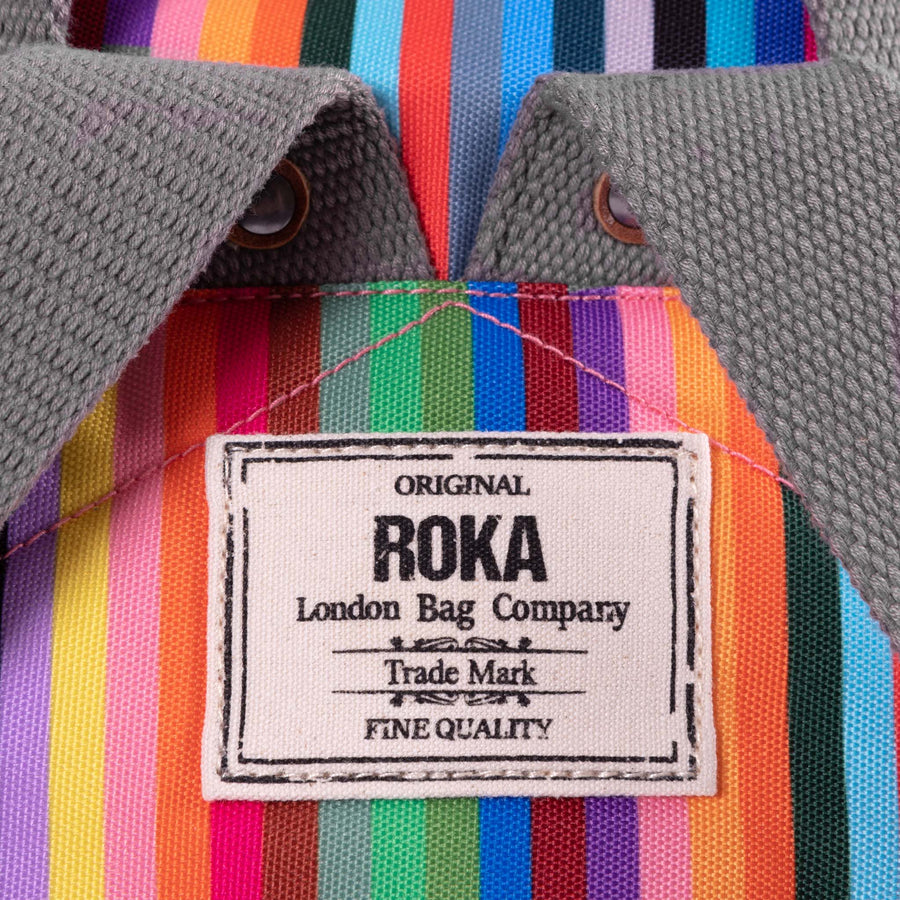 ORIGINAL
ROKA
London Bag Company
Trade Mark
FINE QUALITY